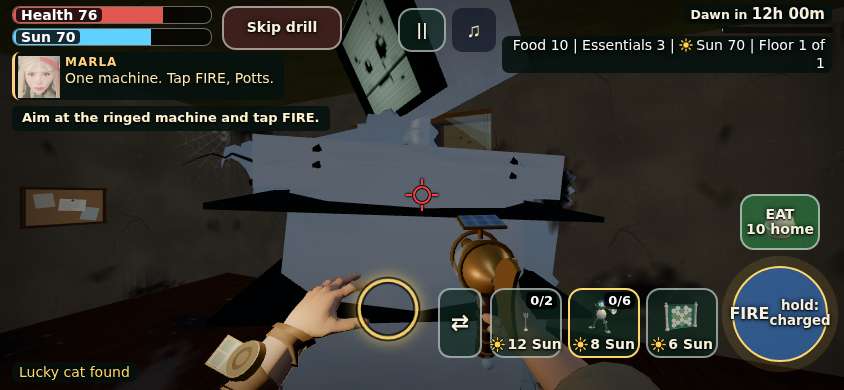 Health 76
Sun 70
Skip drill
Dawn in 12h 00m
Food 10 | Essentials 3 | ☀ Sun 70 | Floor 1 of
1
MARLA
One machine. Tap FIRE, Potts.
Aim at the ringed machine and tap FIRE.
EAT
10 home
FIRE hold:
charged
0/2
☀12 Sun
0/6
☀8 Sun
☀6 Sun
Lucky cat found